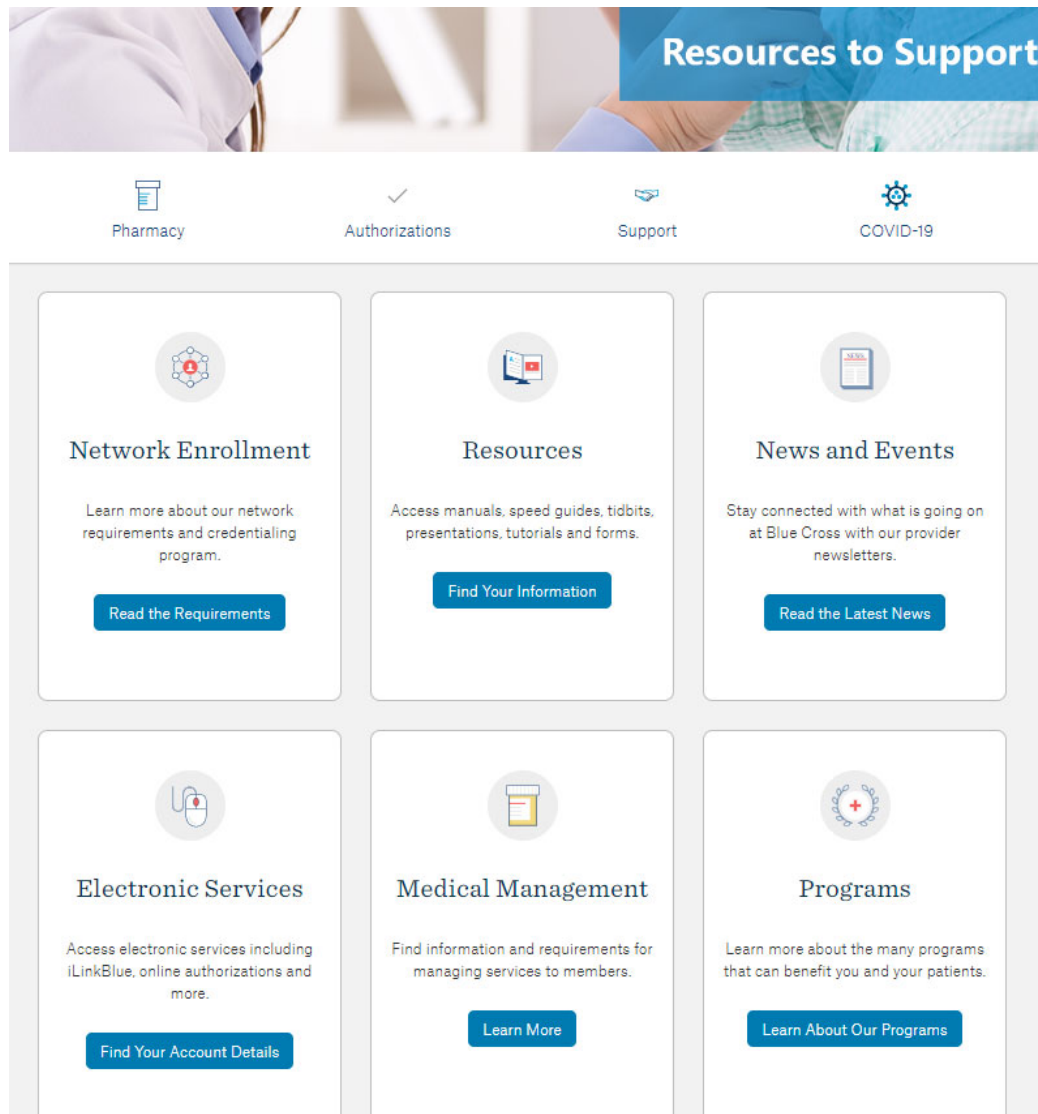 Resources to Support
Pharmacy
Authorizations
Support
COVID-19
Network Enrollment
Learn more about our network
requirements and credentialing
program.
Read the Requirements
Resources
Access manuals, speed guides, tidbits,
presentations, tutorials and forms.
Find Your Information
NEWS
News and Events
Stay connected with what is going on
at Blue Cross with our provider
newsletters.
Read the Latest News
Electronic Services
Access electronic services including
iLinkBlue, online authorizations and
more.
Find Your Account Details
Medical Management
Find information and requirements for
managing services to members.
Learn More
Programs
Learn more about the many programs
that can benefit you and your patients.
Learn About Our Programs